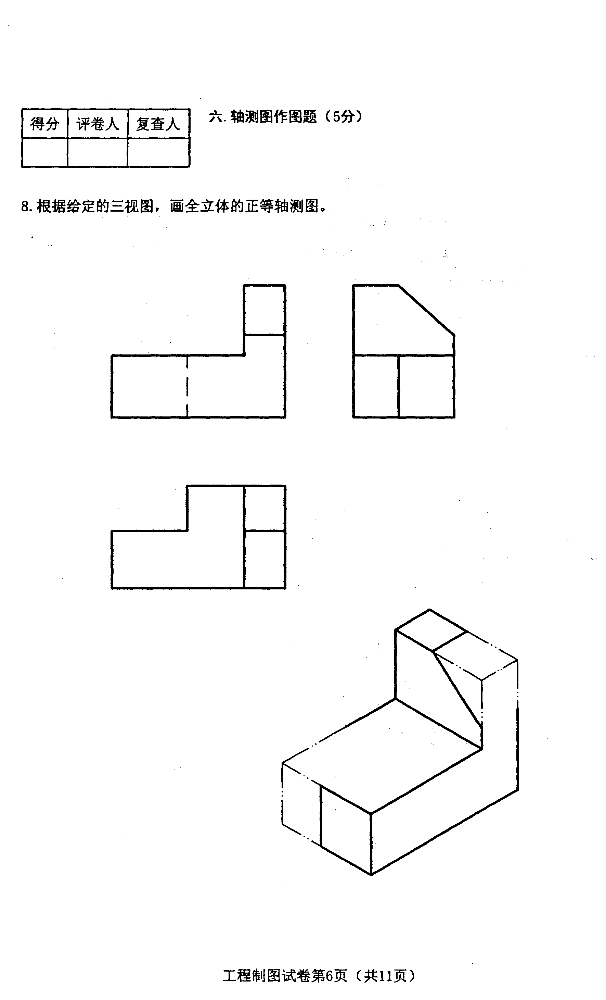 得分 评卷人 复查人
六. 轴测图作图题（5分）
8. 根据给定的三视图，画全立体的正等轴测图。
工程制图试卷第6页（共11页）